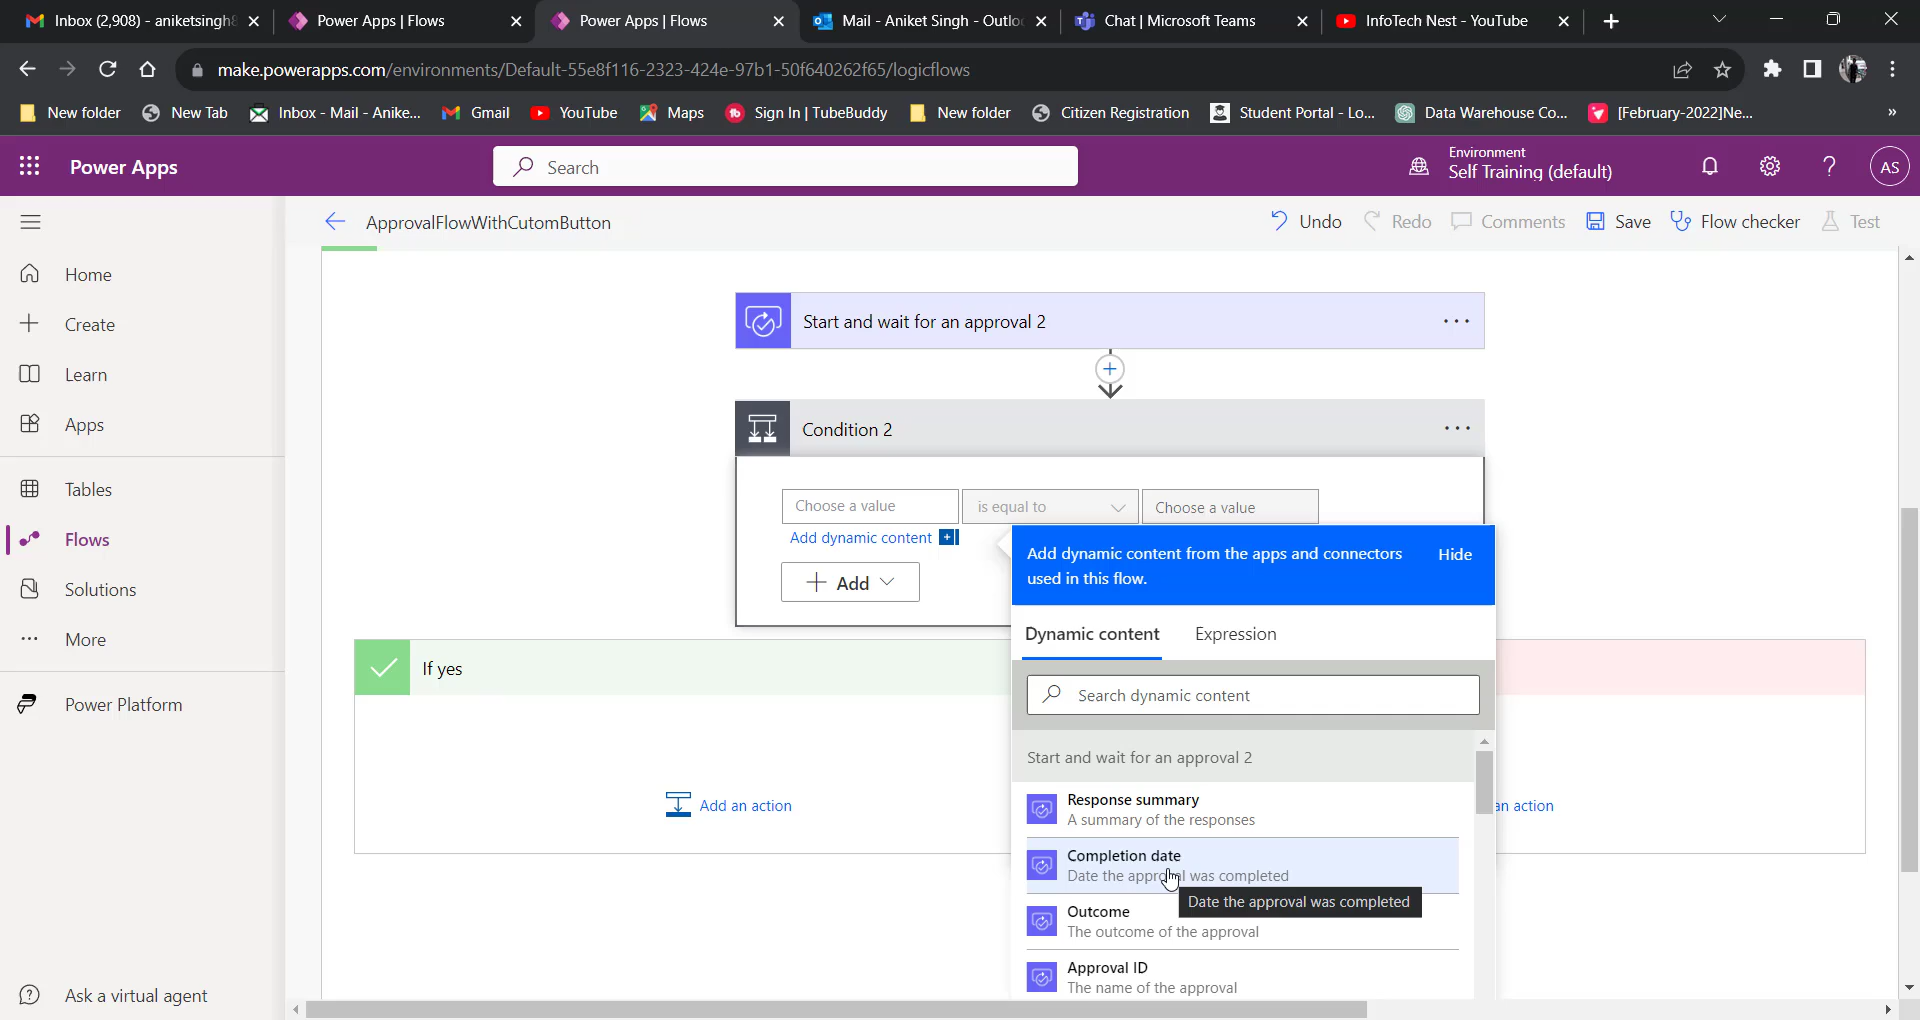 Inbox (2,908) - aniketsingh8
Power Apps | Flows
Power Apps | Flows
Mail - Aniket Singh - Outlo
Chat | Microsoft Teams
InfoTech Nest - YouTube
make.powerapps.com/environments/Default-55e8f116-2323-424e-97b1-50f640262f65/logicflows
New folder
New Tab
Inbox - Mail - Anike...
Gmail
YouTube
Maps
Sign In | TubeBuddy
New folder
Citizen Registration
Student Portal - Lo...
Data Warehouse Co...
[February-2022]Ne...
»
Power Apps
Search
Environment
Self Training (default)
AS
ApprovalFlowWithCutomButton
Undo
Redo
Comments
Save
Flow checker
Test
Home
Create
Learn
Apps
Tables
Flows
Solutions
More
Power Platform
Ask a virtual agent
Start and wait for an approval 2
Condition 2
Choose a value
is equal to
Choose a value
Add dynamic content
Add
Add dynamic content from the apps and connectors
used in this flow.
Hide
Dynamic content
Expression
If yes
Search dynamic content
Start and wait for an approval 2
Add an action
Response summary
A summary of the responses
an action
Completion date
Date the approval was completed
Date the approval was completed
Outcome
The outcome of the approval
Approval ID
The name of the approval